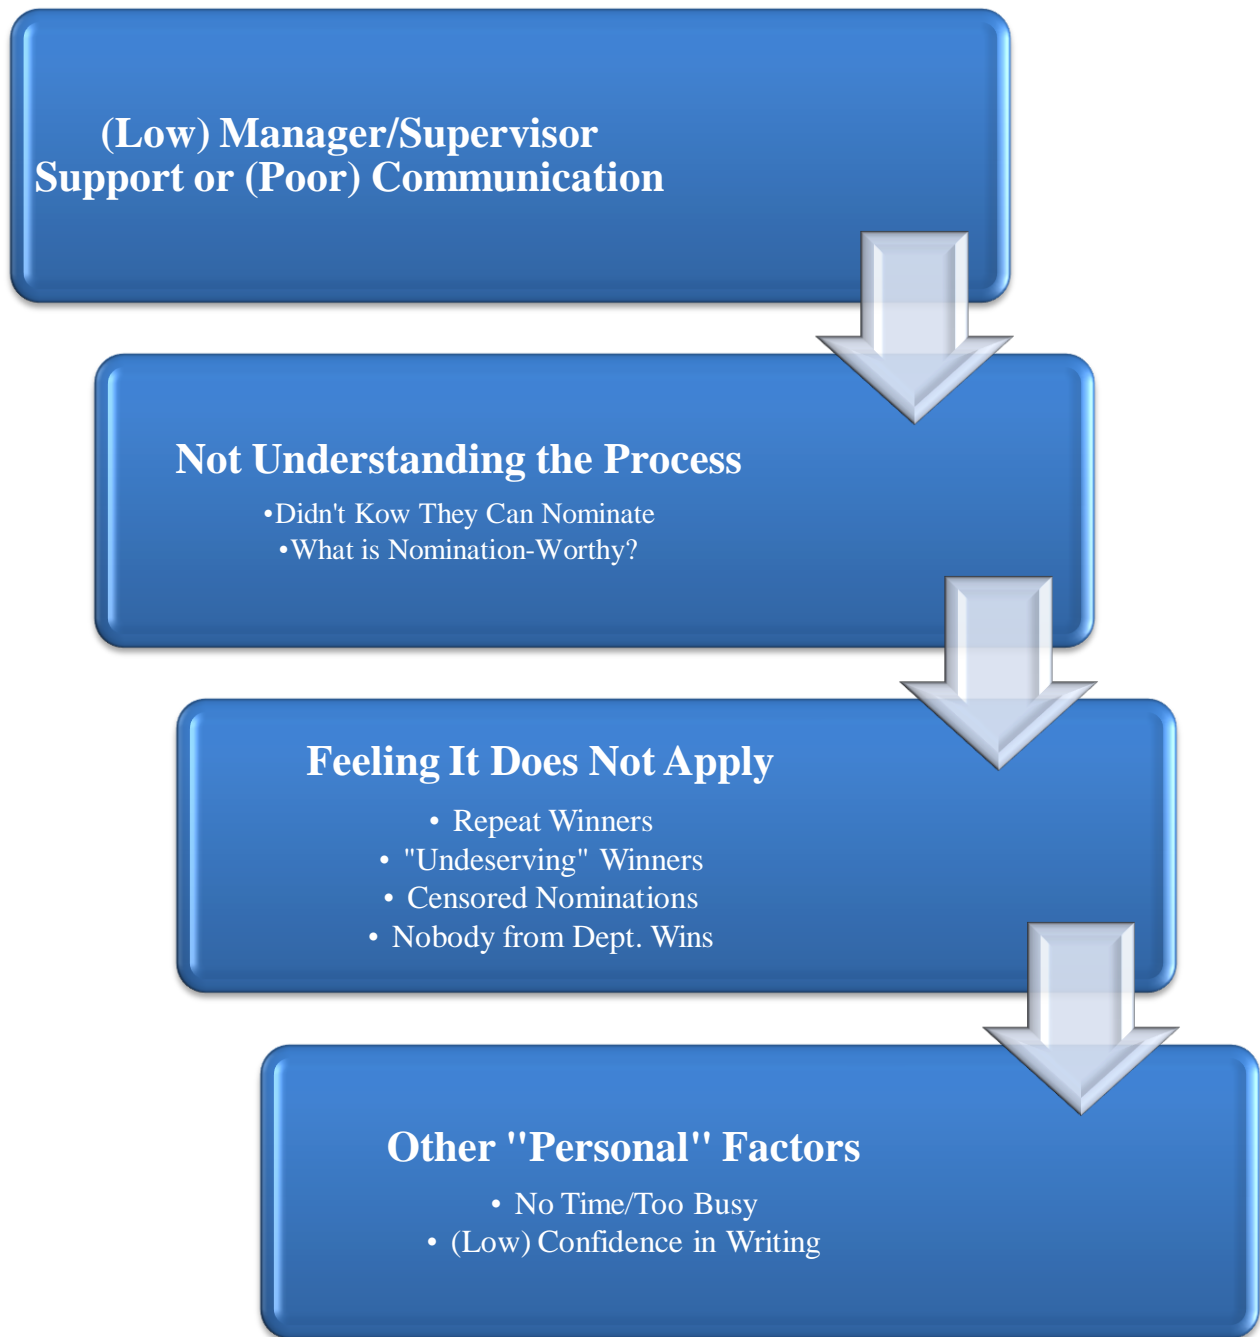 (Low) Manager/Supervisor
Support or (Poor) Communication
Not Understanding the Process
•Didn't Kow They Can Nominate
•What is Nomination-Worthy?
Feeling It Does Not Apply
• Repeat Winners
• "Undeserving" Winners
• Censored Nominations
• Nobody from Dept. Wins
Other "Personal" Factors
• No Time/Too Busy
• (Low) Confidence in Writing